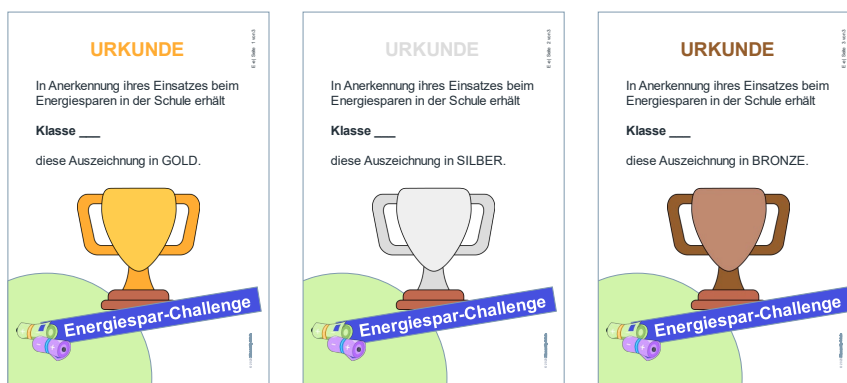 URKUNDE
In Anerkennung ihres Einsatzes beim
Energiesparen in der Schule erhält
Klasse ___
diese Auszeichnung in GOLD.
Energiespar-Challenge
URKUNDE
In Anerkennung ihres Einsatzes beim
Energiesparen in der Schule erhält
Klasse ___
diese Auszeichnung in SILBER.
Energiespar-Challenge
URKUNDE
In Anerkennung ihres Einsatzes beim
Energiesparen in der Schule erhält
Klasse ___
diese Auszeichnung in BRONZE.
Energiespar-Challenge